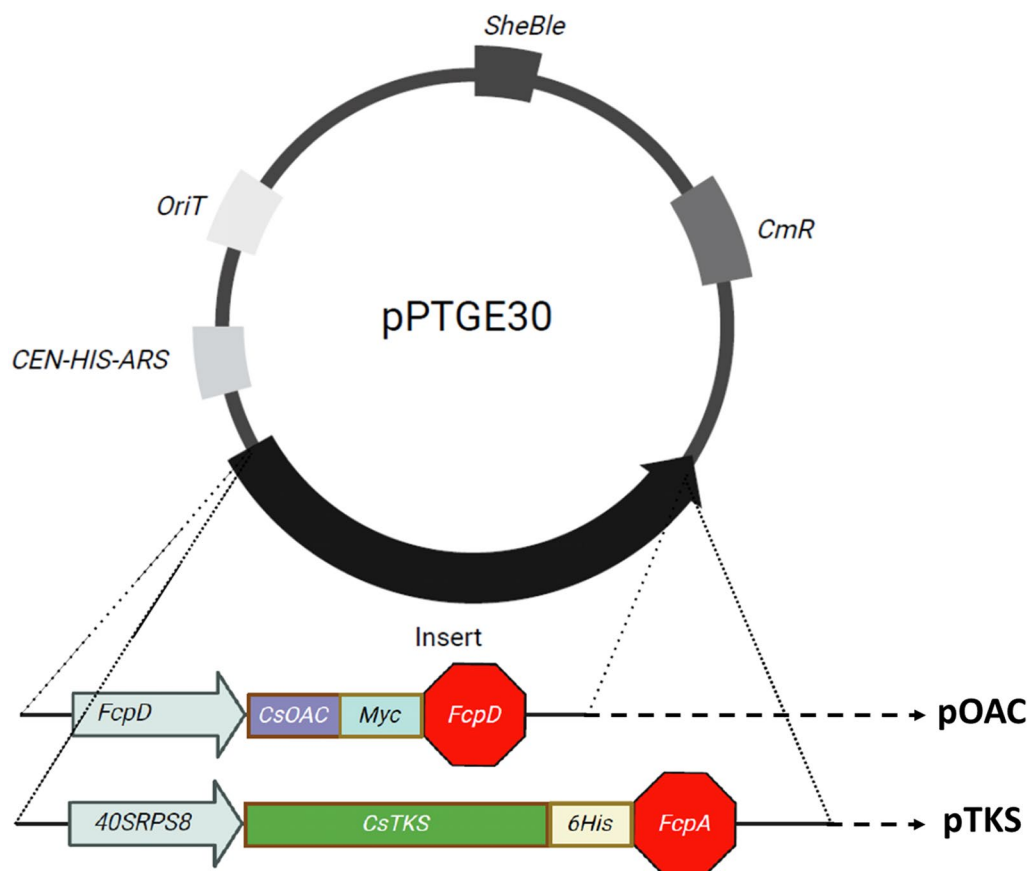 SheBle
OriT
CmR
pPTGE30
CEN-HIS-ARS
Insert
FcpD CsOAC Myc FcpD pOAC
40SRPS8 CsTKS 6His FcpA pTKS